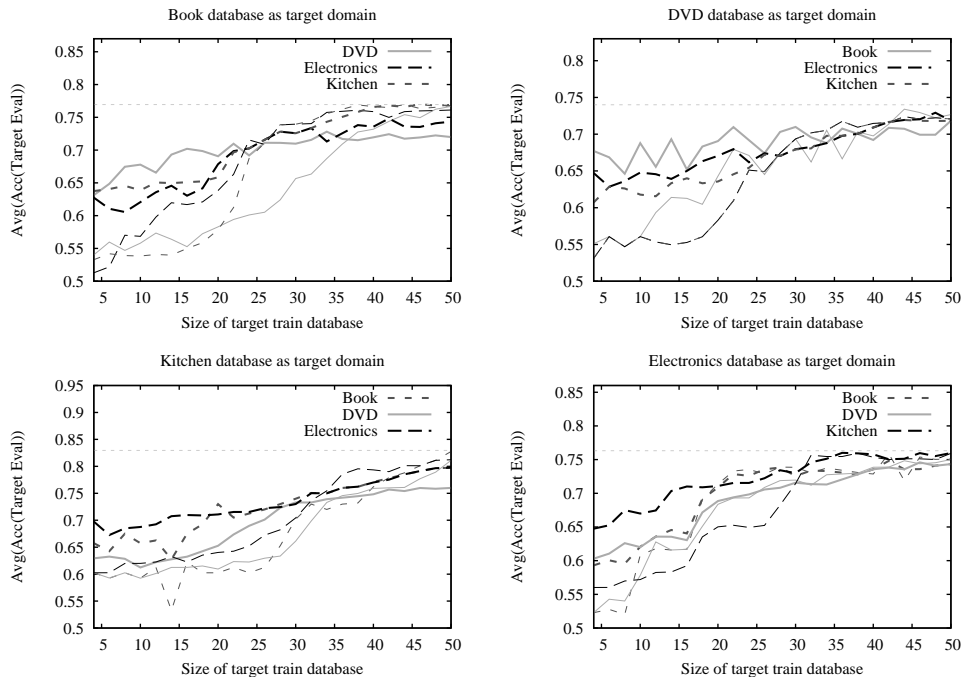 Book database as target domain
Avg(Acc(Target Eval))
0.85
0.8
0.75
0.7
0.65
0.6
0.55
0.5
DVD
Electronics
Kitchen
5 10 15 20 25 30 35 40 45 50
Size of target train database
DVD database as target domain
Avg(Acc(Target Eval))
0.8
0.75
0.7
0.65
0.6
0.55
0.5
Book
Electronics
Kitchen
5 10 15 20 25 30 35 40 45 50
Size of target train database
Kitchen database as target domain
Avg(Acc(Target Eval))
0.95
0.9
0.85
0.8
0.75
0.7
0.65
0.6
0.55
0.5
Book
DVD
Electronics
5 10 15 20 25 30 35 40 45 50
Size of target train database
Electronics database as target domain
Avg(Acc(Target Eval))
0.85
0.8
0.75
0.7
0.65
0.6
0.55
0.5
Book
DVD
Kitchen
5 10 15 20 25 30 35 40 45 50
Size of target train database